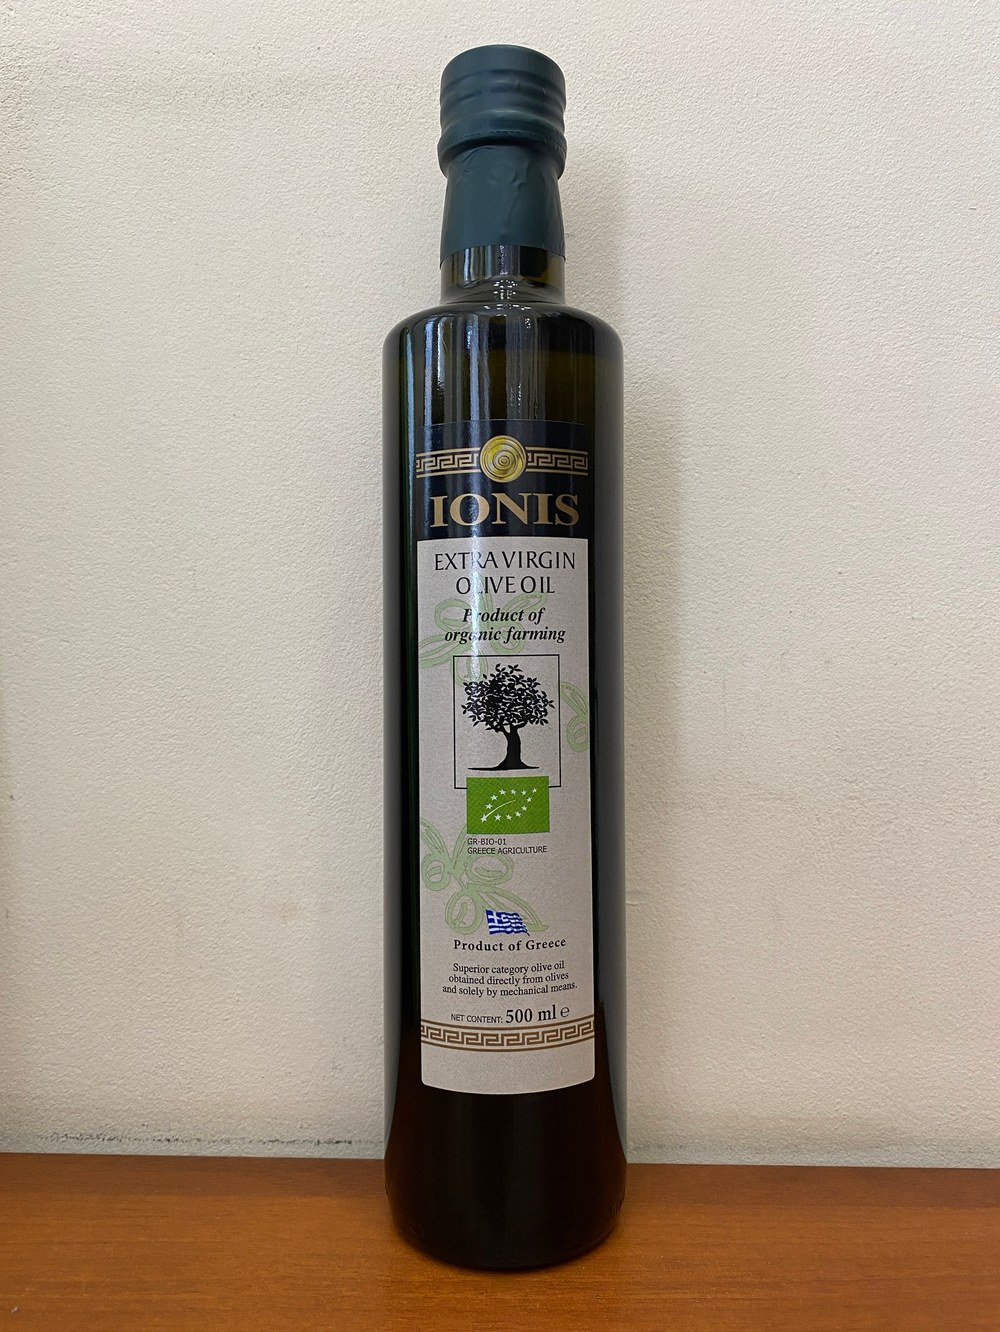 IONIS
EXTRA VIRGIN
OLIVE OIL
Product of
organic farming
GR-BIO-01
GREECE AGRICULTURE
Product of Greece
Superior category olive oil
obtained directly from olives
and solely by mechanical means.
NET CONTENT: 500 ml ℮